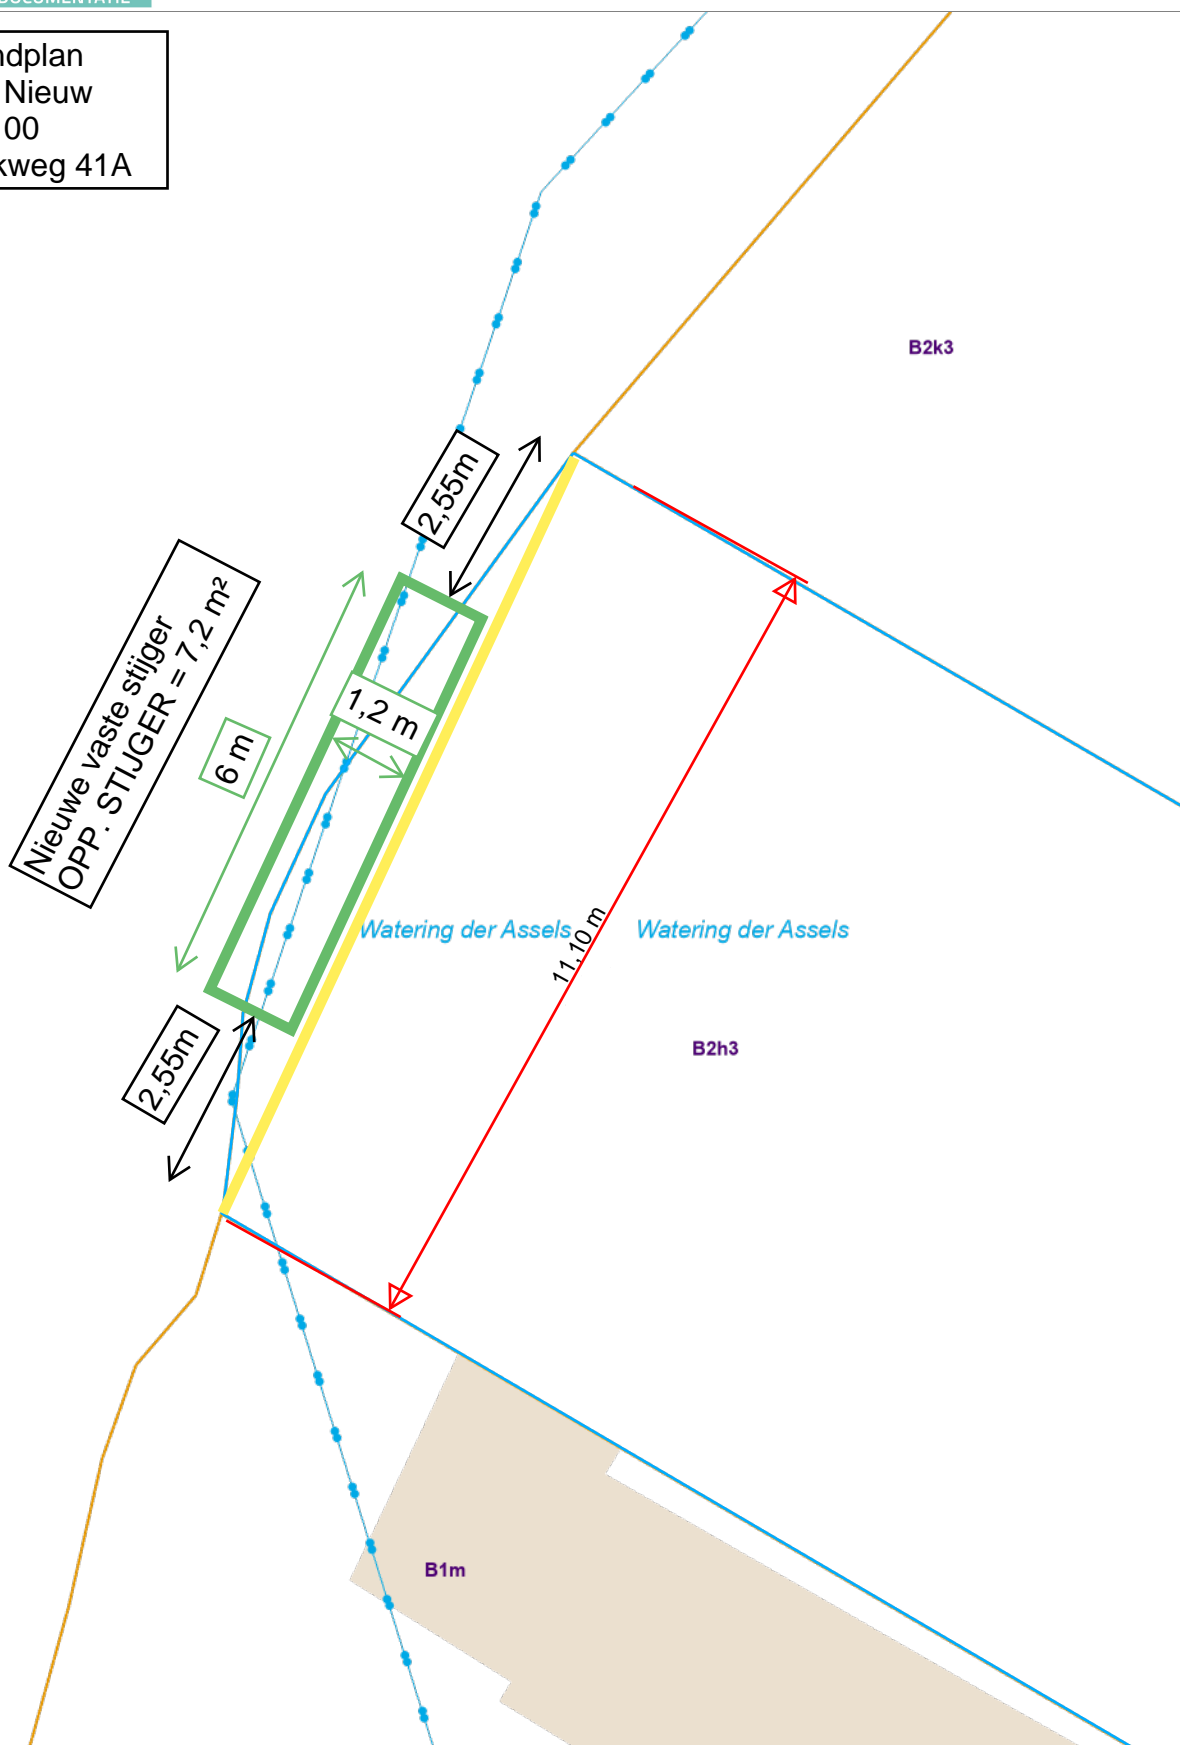 ndplan
Nieuw
00
kweg 41A
B2k3
2,55m
Nieuwe vaste stijger
OPP. STIJGER = 7,2 m²
1,2 m
6 m
Watering der Assels
Watering der Assels
11,10 m
2,55m
B2h3
B1m